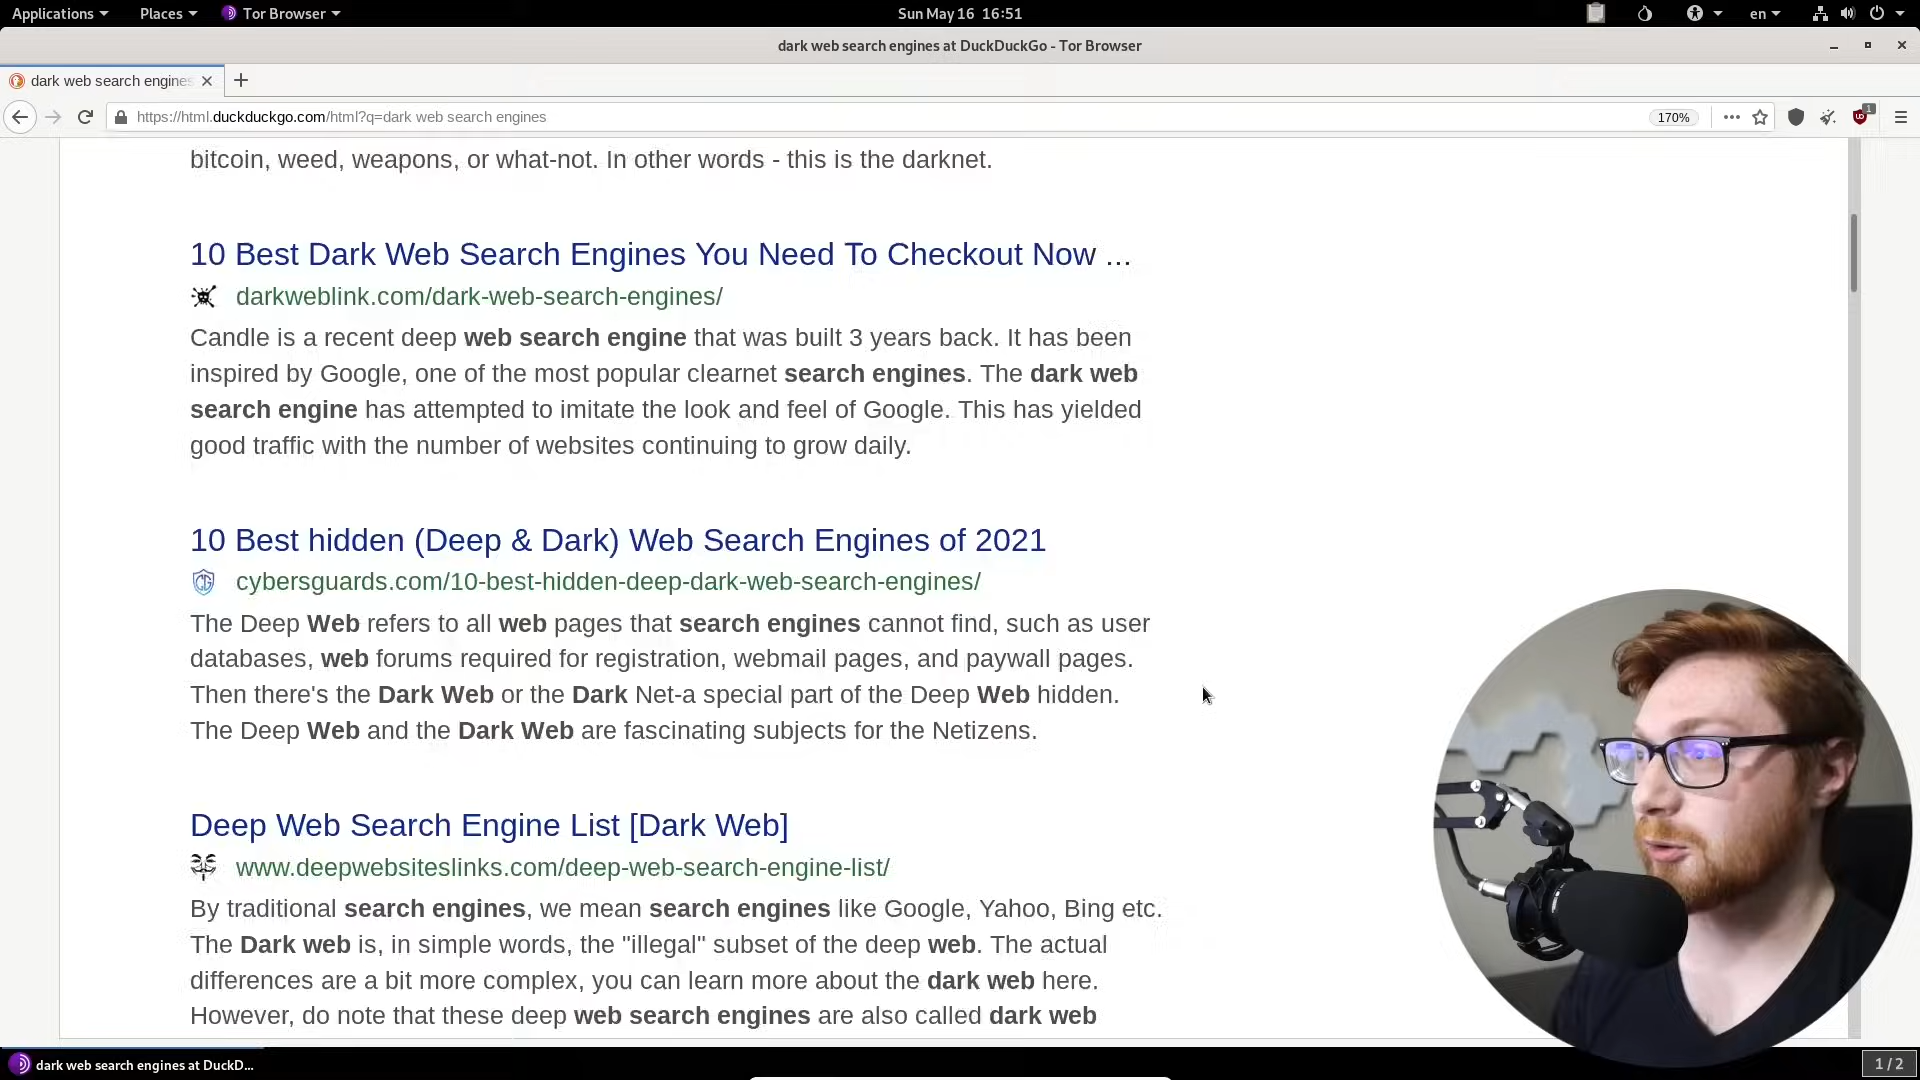 Applications Places Tor Browser Sun May 16 16:51 en
dark web search engines at DuckDuckGo - Tor Browser
dark web search engines
https://html.duckduckgo.com/html?q=dark web search engines 170% 1
bitcoin, weed, weapons, or what-not. In other words - this is the darknet.
10 Best Dark Web Search Engines You Need To Checkout Now ...
darkweblink.com/dark-web-search-engines/
Candle is a recent deep web search engine that was built 3 years back. It has been
inspired by Google, one of the most popular clearnet search engines. The dark web
search engine has attempted to imitate the look and feel of Google. This has yielded
good traffic with the number of websites continuing to grow daily.
10 Best hidden (Deep & Dark) Web Search Engines of 2021
cybersguards.com/10-best-hidden-deep-dark-web-search-engines/
The Deep Web refers to all web pages that search engines cannot find, such as user
databases, web forums required for registration, webmail pages, and paywall pages.
Then there's the Dark Web or the Dark Net-a special part of the Deep Web hidden.
The Deep Web and the Dark Web are fascinating subjects for the Netizens.
Deep Web Search Engine List [Dark Web]
www.deepwebsiteslinks.com/deep-web-search-engine-list/
By traditional search engines, we mean search engines like Google, Yahoo, Bing etc.
The Dark web is, in simple words, the "illegal" subset of the deep web. The actual
differences are a bit more complex, you can learn more about the dark web here.
However, do note that these deep web search engines are also called dark web
dark web search engines at DuckD... 1 / 2